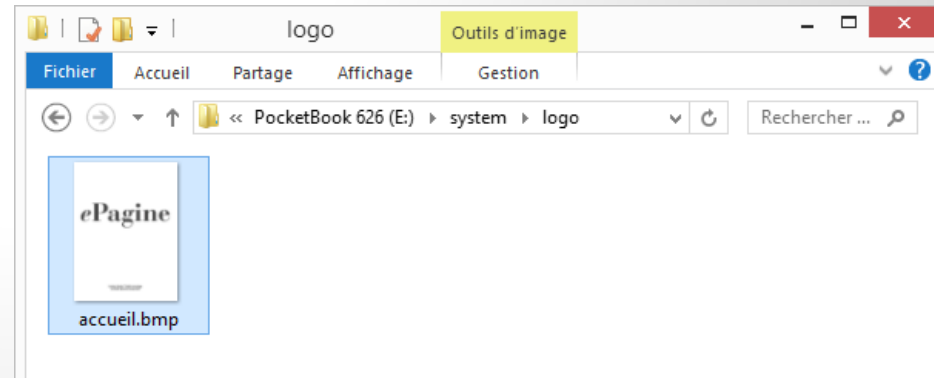 logo
Outils d'image
Fichier Accueil Partage Affichage Gestion
« PocketBook 626 (E:) system logo
Rechercher ...
ePagine
accueil.bmp